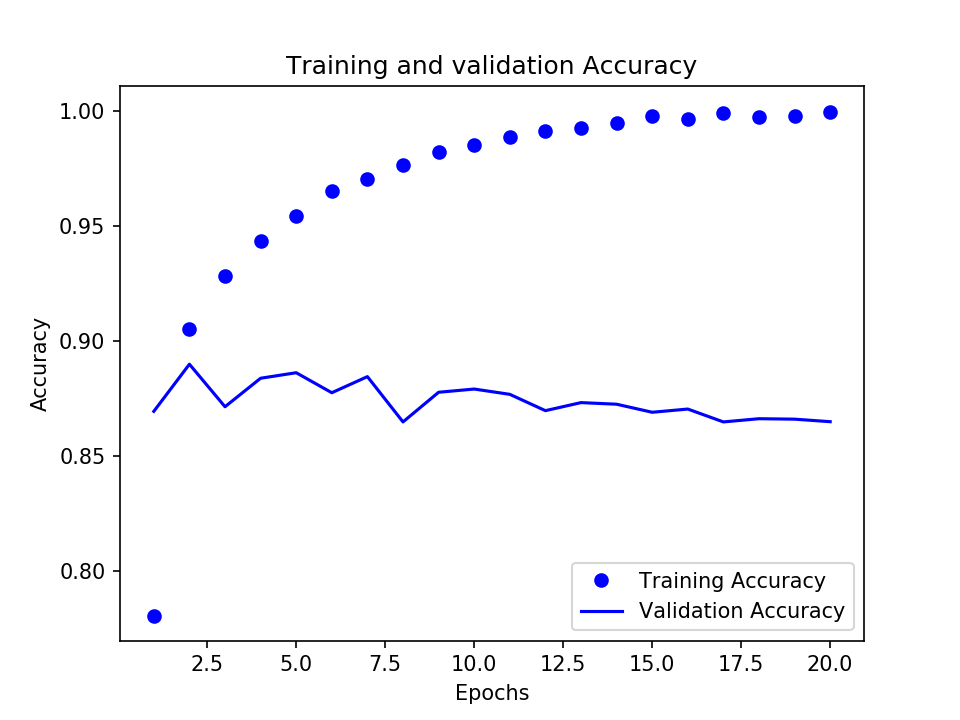 Training and validation Accuracy
1.00
0.95
0.90
0.85
0.80
Accuracy
Training Accuracy
Validation Accuracy
2.5 5.0 7.5 10.0 12.5 15.0 17.5 20.0
Epochs